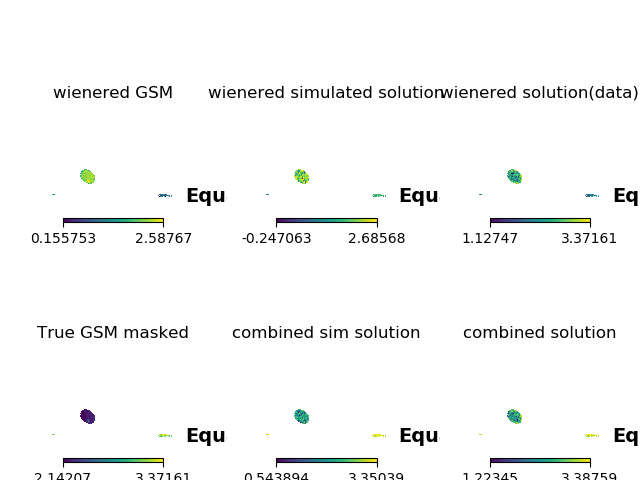 wienered GSM wienered simulated solution wienered solution(data)
Equ Equ Eq
0.155753 2.58767 -0.247063 2.68568 1.12747 3.37161
True GSM masked combined sim solution combined solution
Equ Equ Eq
2.14207 3.37161 0.543894 3.35039 1.22345 3.38759